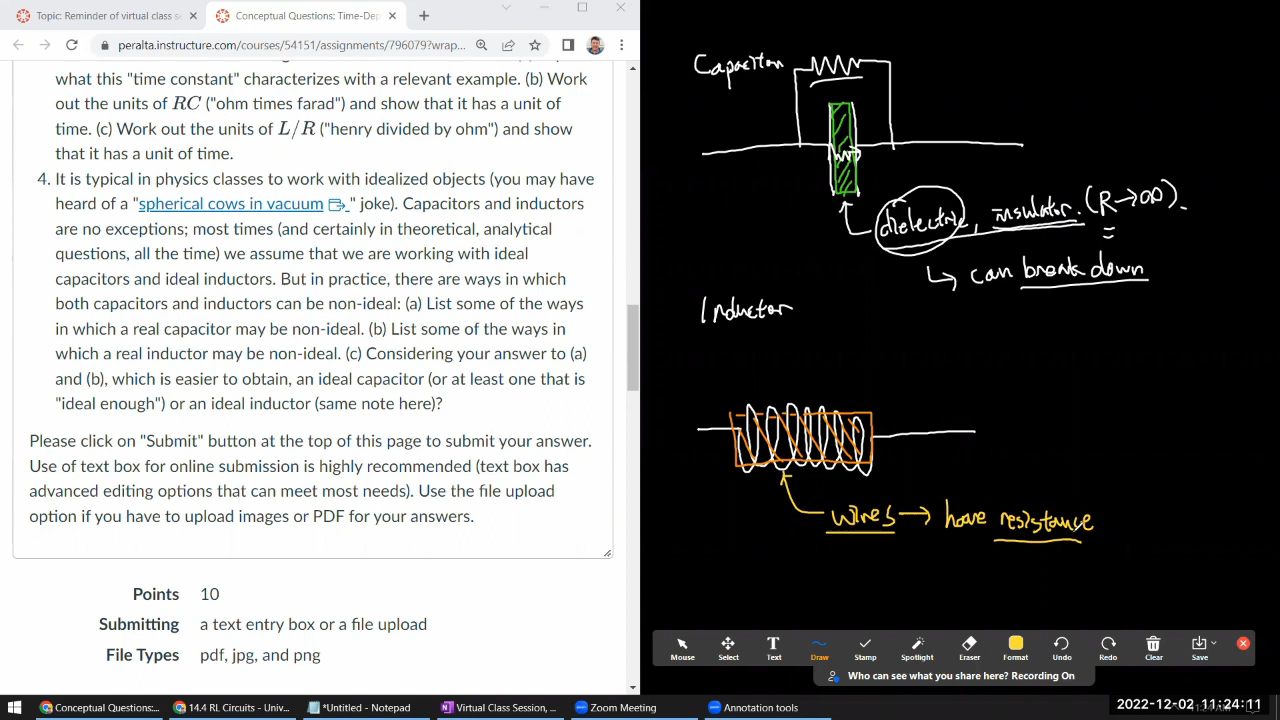 Topic: Reminder of virtual class s
Conceptual Questions: Time-De
peralta.instructure.com/courses/54151/assignments/796079?wrap...
what this "time constant" characterizes with a relevant example. (b) Work
out the units of RC ("ohm times farad") and show that it has a unit of
time. (c) Work out the units of L/R ("henry divided by ohm") and show
that it has a unit of time.
4. It is typical in physics classes to work with idealized objects (you may have
heard of a "spherical cows in vacuum" joke). Capacitors and inductors
are no exceptions; most times (and certainly in theoretical, analytical
questions, all the time) we assume that we are working with ideal
capacitors and ideal inductors. But in practice, there are ways in which
both capacitors and inductors can be non-ideal: (a) List some of the ways
in which a real capacitor may be non-ideal. (b) List some of the ways in
which a real inductor may be non-ideal. (c) Considering your answer to (a)
and (b), which is easier to obtain, an ideal capacitor (or at least one that is
"ideal enough") or an ideal inductor (same note here)?
Please click on "Submit" button at the top of this page to submit your answer.
Use of text box for online submission is highly recommended (text box has
advanced editing options that can meet most needs). Use the file upload
option if you have to upload images or PDF for your answers.
Points 10
Submitting a text entry box or a file upload
File Types pdf, jpg, and png
Capacitor
dielectric, insulator. (R→∞).
↳ can break down
Inductor
wires → have resistance
Mouse Select Text Draw Stamp Spotlight Eraser Format Undo Redo Clear Save
Who can see what you share here? Recording On
Conceptual Questions:... 14.4 RL Circuits - Univ... *Untitled - Notepad Virtual Class Session, ... Zoom Meeting Annotation tools
2022-12-02 11:24:11